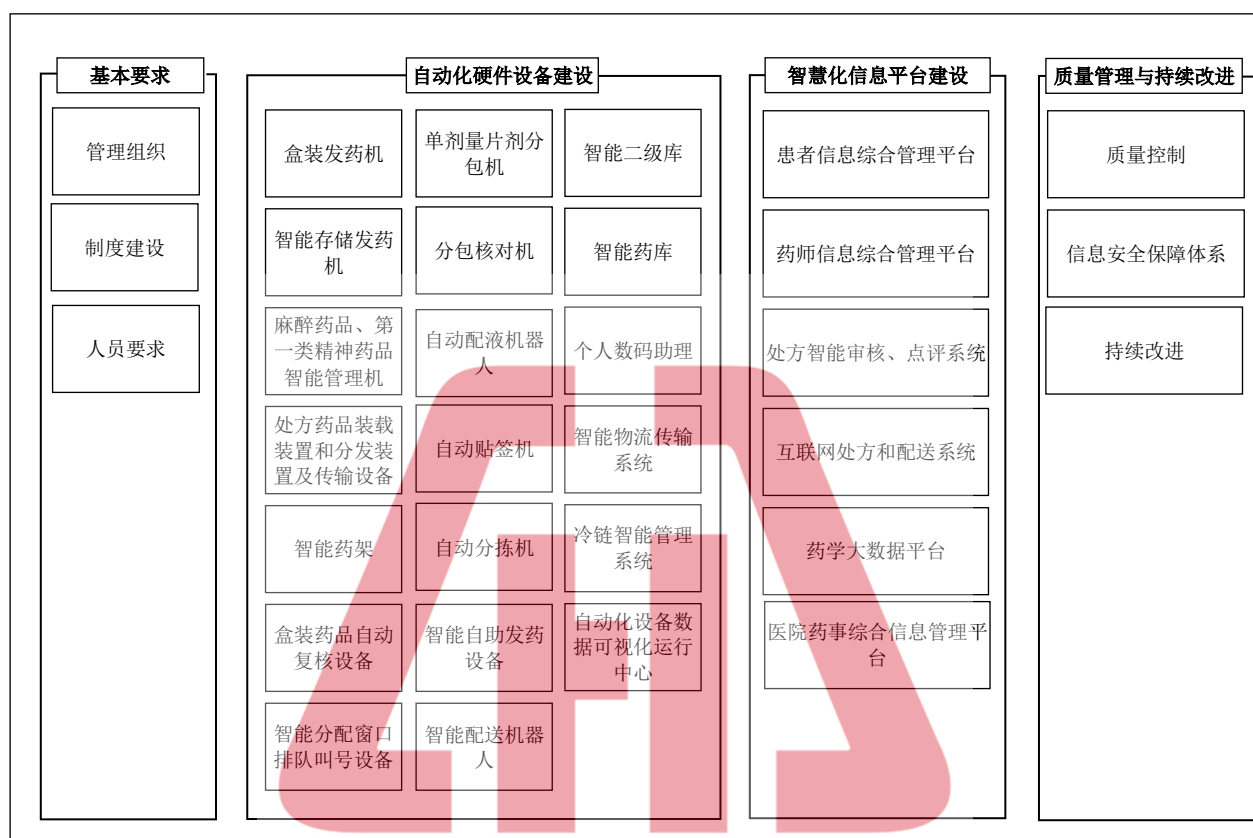 基本要求
管理组织
制度建设
人员要求
自动化硬件设备建设
盒装发药机
单剂量片剂分
包机
智能二级库
智能存储发药
机
分包核对机
智能药库
麻醉药品、第
一类精神药品
智能管理机
自动配液机器
人
个人数码助理
处方药品装载
装置和分发装
置及传输设备
自动贴签机
智能物流传输
系统
智能药架
自动分拣机
冷链智能管理
系统
盒装药品自动
复核设备
智能自助发药
设备
自动化设备数
据可视化运行
中心
智能分配窗口
排队叫号设备
智能配送机器
人
智慧化信息平台建设
患者信息综合管理平台
药师信息综合管理平台
处方智能审核、点评系统
互联网处方和配送系统
药学大数据平台
医院药事综合信息管理平
台
质量管理与持续改进
质量控制
信息安全保障体系
持续改进